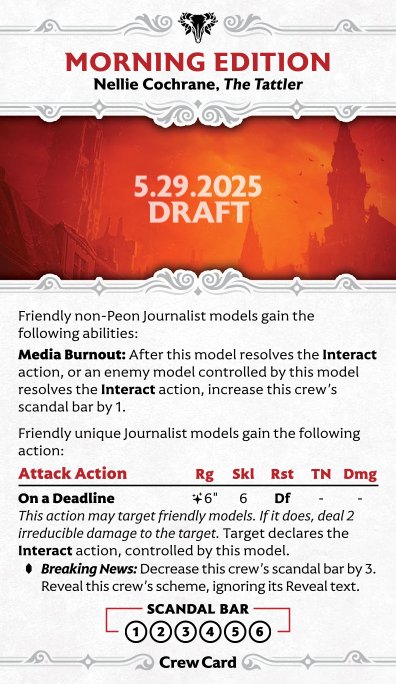 MORNING EDITION
Nellie Cochrane, The Tattler
5.29.2025
DRAFT
Friendly non-Peon Journalist models gain the
following abilities:
Media Burnout: After this model resolves the Interact
action, or an enemy model controlled by this model
resolves the Interact action, increase this crew's
scandal bar by 1.
Friendly unique Journalist models gain the following
action:
Attack Action Rg Skl Rst TN Dmg
On a Deadline 6" 6 Df - -
This action may target friendly models. If it does, deal 2
irreducible damage to the target. Target declares the
Interact action, controlled by this model.
Breaking News: Decrease this crew's scandal bar by 3.
Reveal this crew's scheme, ignoring its Reveal text.
SCANDAL BAR
1 2 3 4 5 6
Crew Card